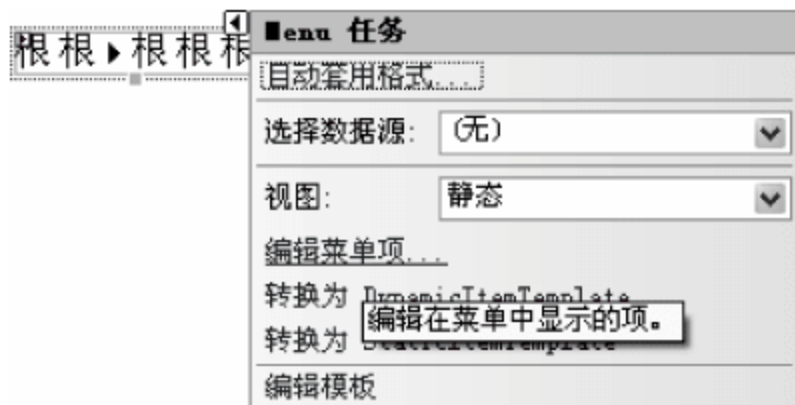 Menu 任务
根 根 根 根 根
自动套用格式...
选择数据源: (无)
视图: 静态
编辑菜单项...
转换为 DynamicItemTemplate
编辑在菜单中显示的项。
转换为 StaticItemTemplate
编辑模板